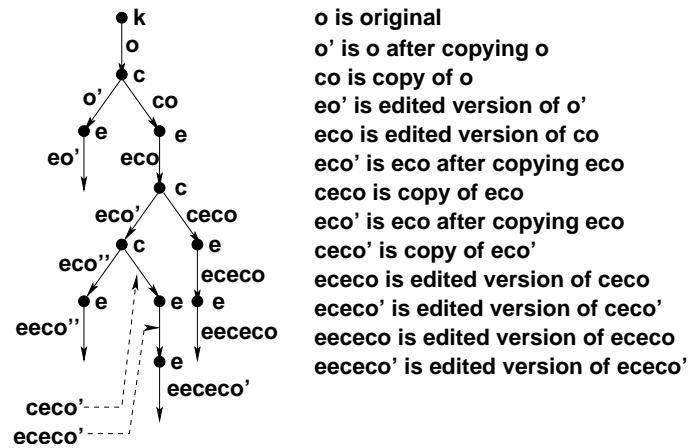 k
o
c
o' co
e e
eo' eco
c
eco' ceco
c e
eco'' ececo
e e e
eeco'' eececo
e
eececo'
ceco'
ececo'
o is original
o' is o after copying o
co is copy of o
eo' is edited version of o'
eco is edited version of co
eco' is eco after copying eco
ceco is copy of eco
eco' is eco after copying eco
ceco' is copy of eco'
ececo is edited version of ceco
ececo' is edited version of ceco'
eececo is edited version of ececo
eececo' is edited version of ececo'